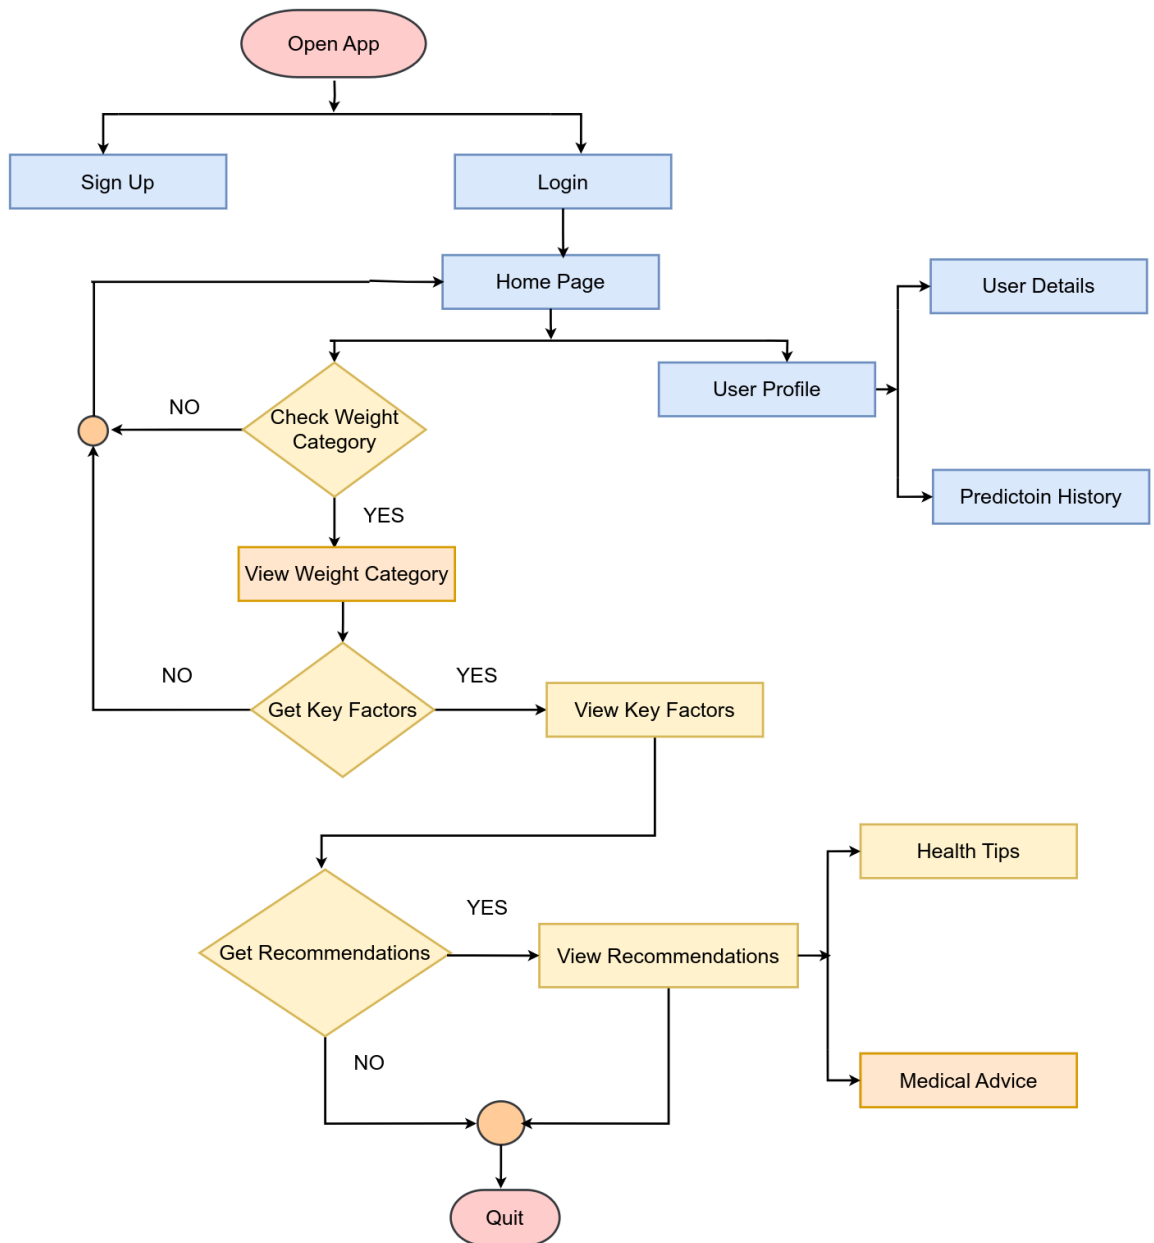 Open App
Sign Up
Login
Home Page
User Details
User Profile
Check Weight
Category
NO
YES
Predictoin History
View Weight Category
NO
YES
Get Key Factors
View Key Factors
Health Tips
YES
Get Recommendations
View Recommendations
NO
Medical Advice
Quit